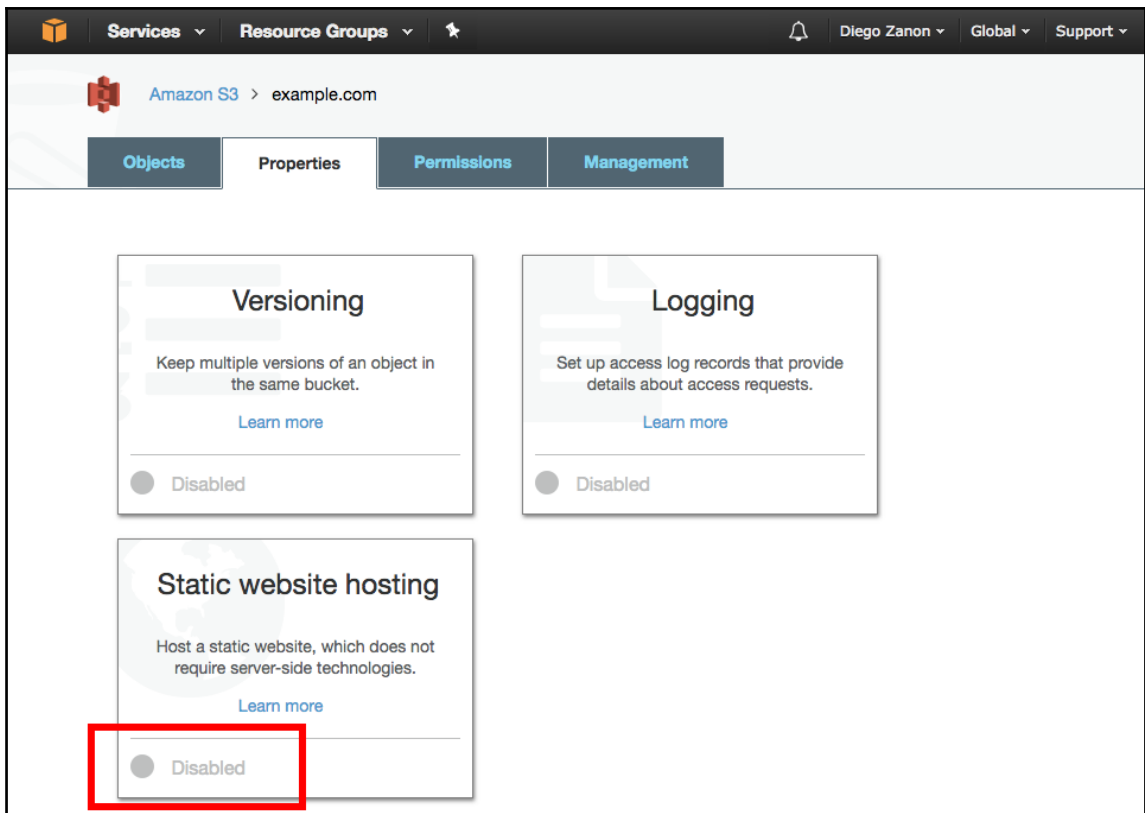 Services Resource Groups Diego Zanon Global Support
Amazon S3 > example.com
Objects Properties Permissions Management
Versioning
Keep multiple versions of an object in
the same bucket.
Learn more
Disabled
Logging
Set up access log records that provide
details about access requests.
Learn more
Disabled
Static website hosting
Host a static website, which does not
require server-side technologies.
Learn more
Disabled